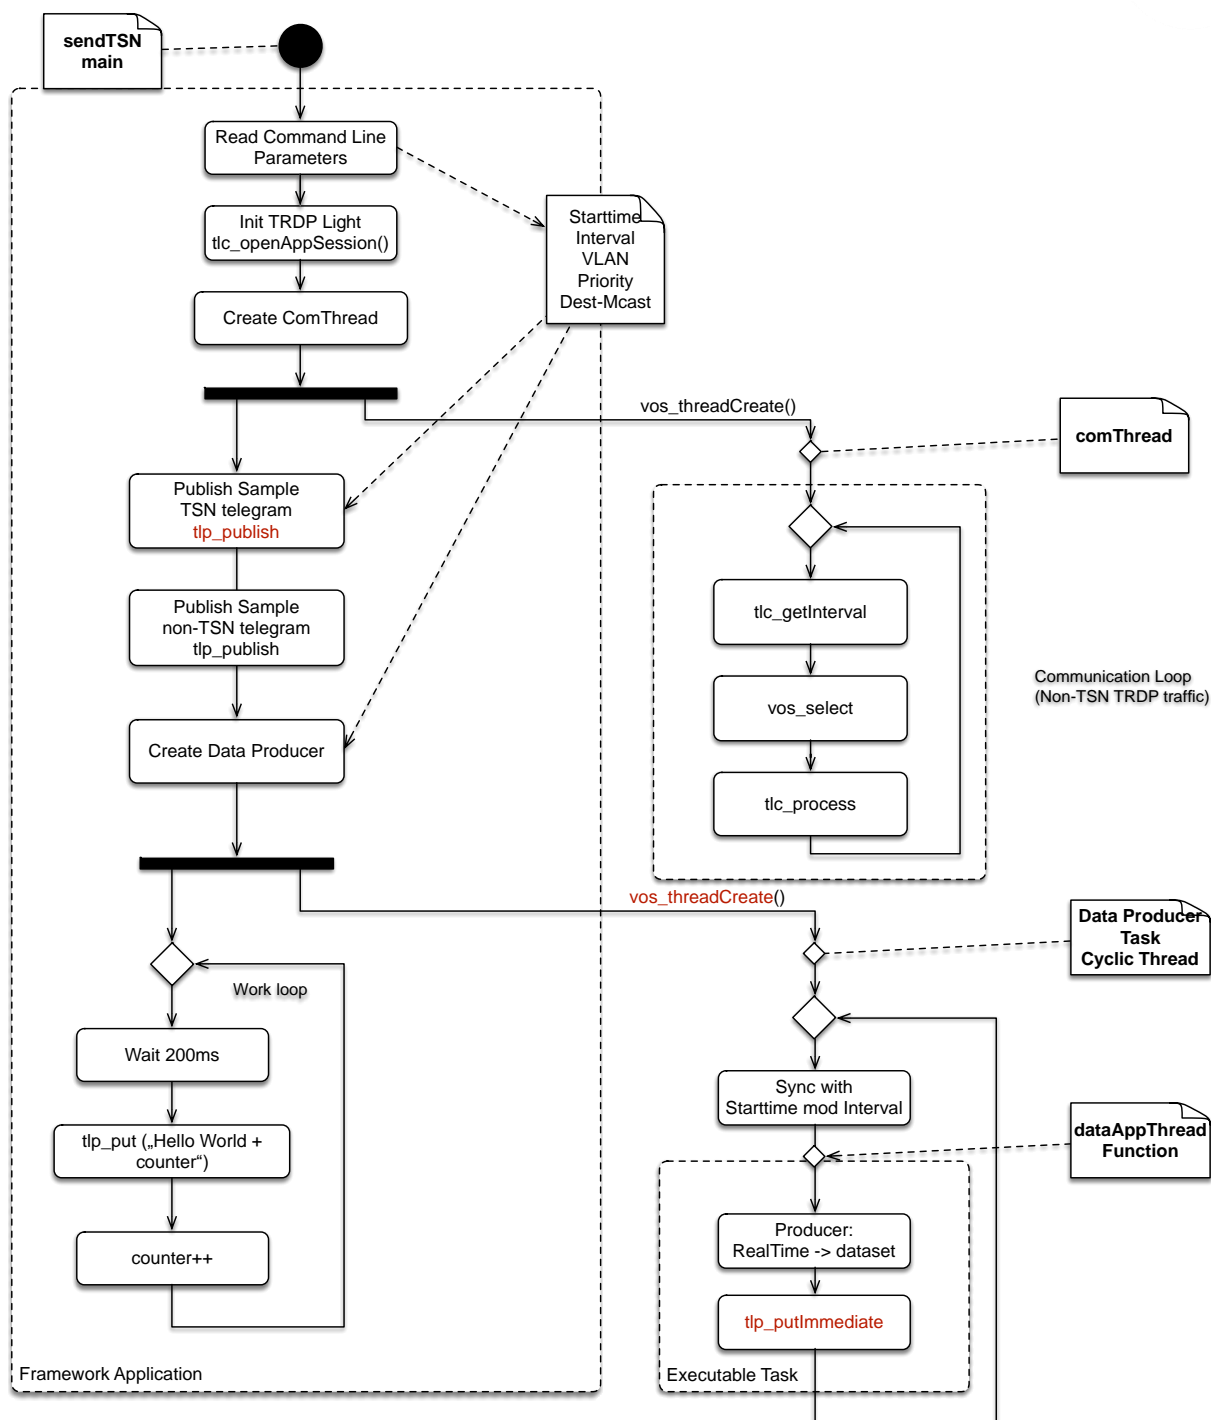 sendTSN
main
Read Command Line
Parameters
Init TRDP Light
tlc_openAppSession()
Create ComThread
Starttime
Interval
VLAN
Priority
Dest-Mcast
vos_threadCreate()
comThread
Publish Sample
TSN telegram
tlp_publish
Publish Sample
non-TSN telegram
tlp_publish
Create Data Producer
tlc_getInterval
vos_select
tlc_process
Communication Loop
(Non-TSN TRDP traffic)
vos_threadCreate()
Data Producer
Task
Cyclic Thread
Work loop
Wait 200ms
tlp_put („Hello World +
counter“)
counter++
Sync with
Starttime mod Interval
dataAppThread
Function
Producer:
RealTime -> dataset
tlp_putImmediate
Framework Application
Executable Task